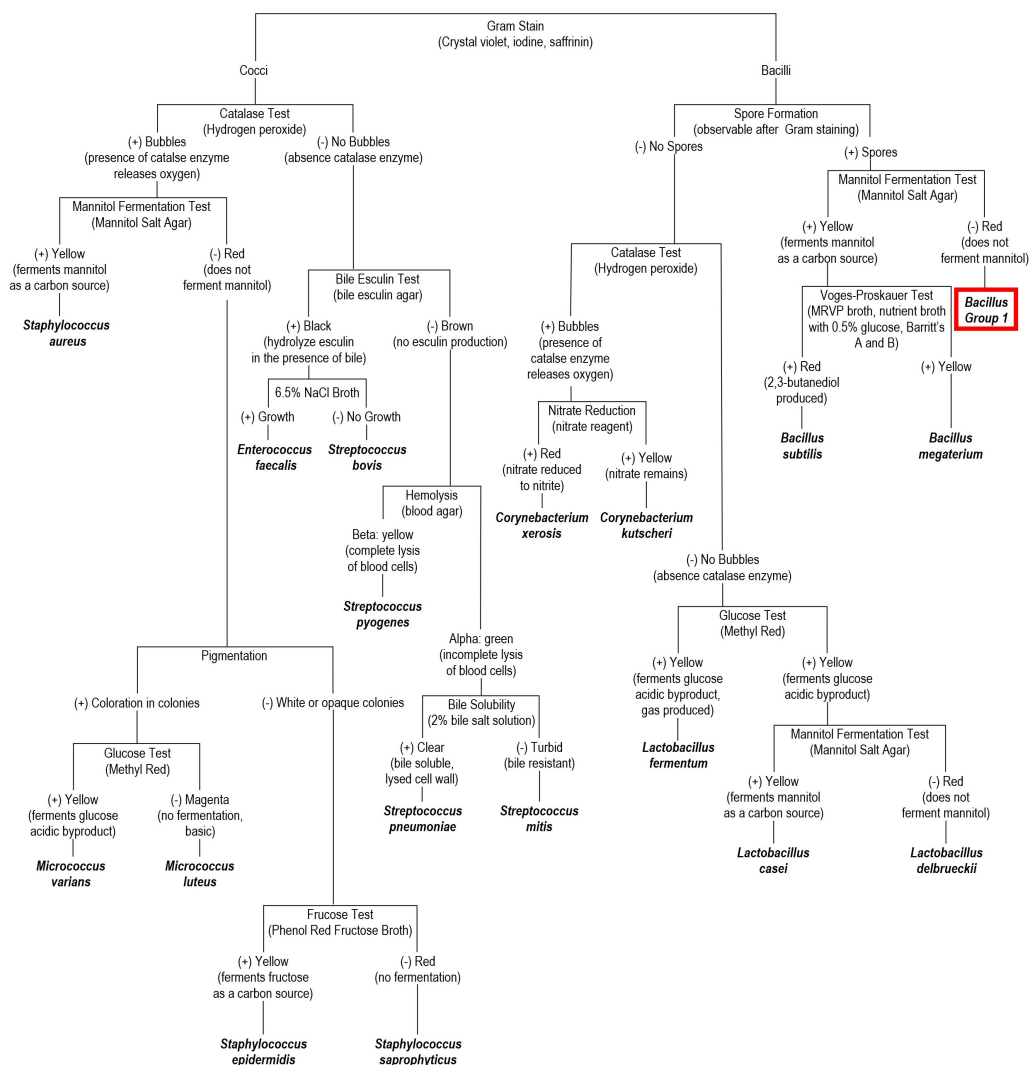 Gram Stain
(Crystal violet, iodine, saffrinin)
Cocci
Bacilli
Catalase Test
(Hydrogen peroxide)
(+) Bubbles
(presence of catalse enzyme
releases oxygen)
(-) No Bubbles
(absence catalase enzyme)
Mannitol Fermentation Test
(Mannitol Salt Agar)
(+) Yellow
(ferments mannitol
as a carbon source)
Staphylococcus
aureus
(-) Red
(does not
ferment mannitol)
Bile Esculin Test
(bile esculin agar)
(+) Black
(hydrolyze esculin
in the presence of bile)
(-) Brown
(no esculin production)
6.5% NaCl Broth
(+) Growth
(-) No Growth
Enterococcus
faecalis
Streptococcus
bovis
Hemolysis
(blood agar)
Beta: yellow
(complete lysis
of blood cells)
Streptococcus
pyogenes
Alpha: green
(incomplete lysis
of blood cells)
Bile Solubility
(2% bile salt solution)
(+) Clear
(bile soluble,
lysed cell wall)
(-) Turbid
(bile resistant)
Streptococcus
pneumoniae
Streptococcus
mitis
Pigmentation
(+) Coloration in colonies
(-) White or opaque colonies
Glucose Test
(Methyl Red)
(+) Yellow
(ferments glucose
acidic byproduct)
(-) Magenta
(no fermentation,
basic)
Micrococcus
varians
Micrococcus
luteus
Frucose Test
(Phenol Red Fructose Broth)
(+) Yellow
(ferments fructose
as a carbon source)
(-) Red
(no fermentation)
Staphylococcus
epidermidis
Staphylococcus
saprophyticus
Spore Formation
(observable after Gram staining)
(-) No Spores
(+) Spores
Mannitol Fermentation Test
(Mannitol Salt Agar)
(+) Yellow
(ferments mannitol
as a carbon source)
(-) Red
(does not
ferment mannitol)
Bacillus
Group 1
Voges-Proskauer Test
(MRVP broth, nutrient broth
with 0.5% glucose, Barritt's
A and B)
(+) Red
(2,3-butanediol
produced)
(+) Yellow
Bacillus
subtilis
Bacillus
megaterium
Catalase Test
(Hydrogen peroxide)
(+) Bubbles
(presence of
catalse enzyme
releases oxygen)
Nitrate Reduction
(nitrate reagent)
(+) Red
(nitrate reduced
to nitrite)
(+) Yellow
(nitrate remains)
Corynebacterium
xerosis
Corynebacterium
kutscheri
(-) No Bubbles
(absence catalase enzyme)
Glucose Test
(Methyl Red)
(+) Yellow
(ferments glucose
acidic byproduct,
gas produced)
(+) Yellow
(ferments glucose
acidic byproduct)
Lactobacillus
fermentum
Mannitol Fermentation Test
(Mannitol Salt Agar)
(+) Yellow
(ferments mannitol
as a carbon source)
(-) Red
(does not
ferment mannitol)
Lactobacillus
casei
Lactobacillus
delbrueckii